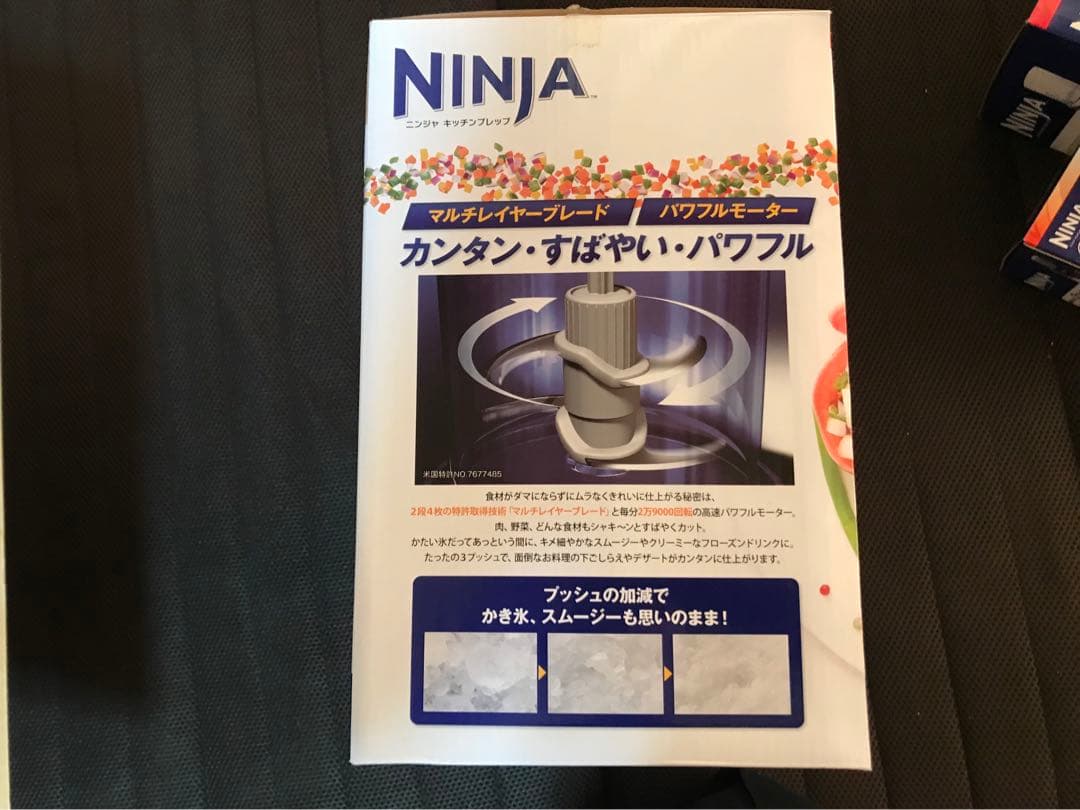 NINJA™
ニンジャ キッチンプレップ
マルチレイヤーブレード
パワフルモーター
カンタン・すばやい・パワフル
米国特許NO.7677485
食材がダマにならずにムラなくきれいに仕上がる秘密は、
2段4枚の特許取得技術「マルチレイヤーブレード」と毎分2万9000回転の高速パワフルモーター。
肉、野菜、どんな食材もシャキ〜ンとすばやくカット。
かたい氷だってあっという間に、キメ細やかなスムージーやクリーミーなフローズンドリンクに。
たったの3プッシュで、面倒なお料理の下ごしらえやデザートがカンタンに仕上がります。
プッシュの加減で
かき氷、スムージーも思いのまま!
NINJA
NINJA